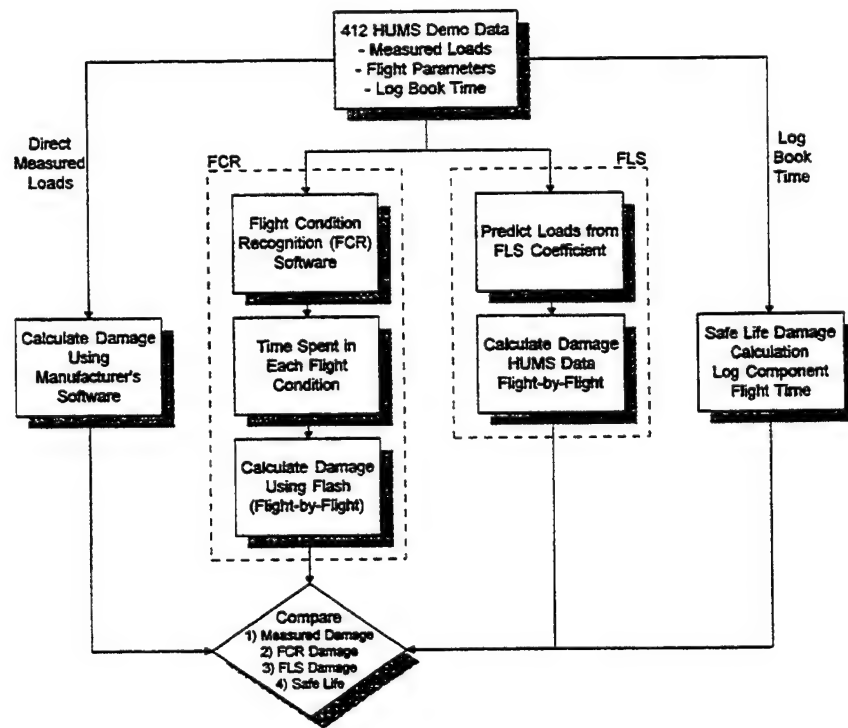 412 HUMS Demo Data
- Measured Loads
- Flight Parameters
- Log Book Time
Direct
Measured
Loads
FCR
FLS
Log
Book
Time
Flight Condition
Recognition (FCR)
Software
Predict Loads from
FLS Coefficient
Calculate Damage
Using
Manufacturer's
Software
Time Spent in
Each Flight
Condition
Calculate Damage
HUMS Data
Flight-by-Flight
Safe Life Damage
Calculation
Log Component
Flight Time
Calculate Damage
Using Flash
(Flight-by-Flight)
Compare
1) Measured Damage
2) FCR Damage
3) FLS Damage
4) Safe Life